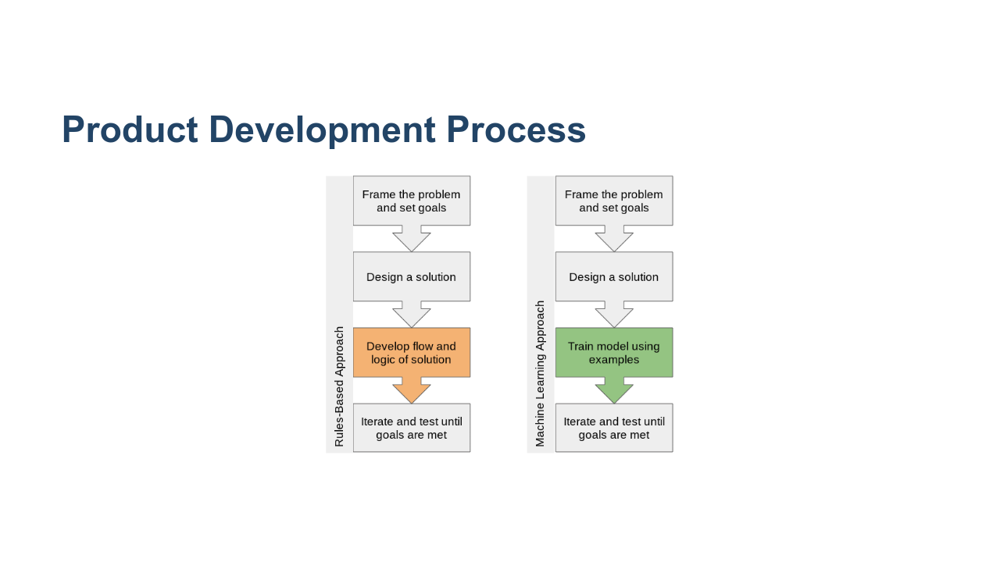 Product Development Process
Rules-Based Approach
Frame the problem
and set goals
Design a solution
Develop flow and
logic of solution
Iterate and test until
goals are met
Machine Learning Approach
Frame the problem
and set goals
Design a solution
Train model using
examples
Iterate and test until
goals are met